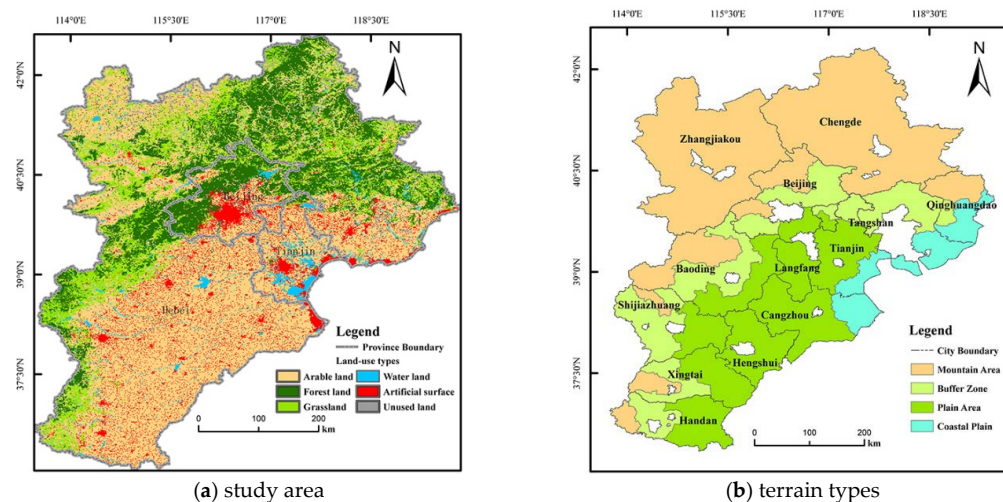 114°0'E 115°30'E 117°0'E 118°30'E
42°0'N
40°30'N
39°0'N
37°30'N
N
Bei Jing
Tianjin
Hebei
Legend
Province Boundary
Land-use types
Arable land Water land
Forest land Artificial surface
Grassland Unused land
0 100 200
km
(a) study area
114°0'E 115°30'E 117°0'E 118°30'E
42°0'N
40°30'N
39°0'N
37°30'N
N
Chengde
Zhangjiakou
Beijing
Qinghuangdao
Tangshan
Tianjin
Baoding
Langfang
Shijiazhuang
Cangzhou
Hengshui
Xingtai
Handan
Legend
City Boundary
Mountain Area
Buffer Zone
Plain Area
Coastal Plain
0 100 200
km
(b) terrain types